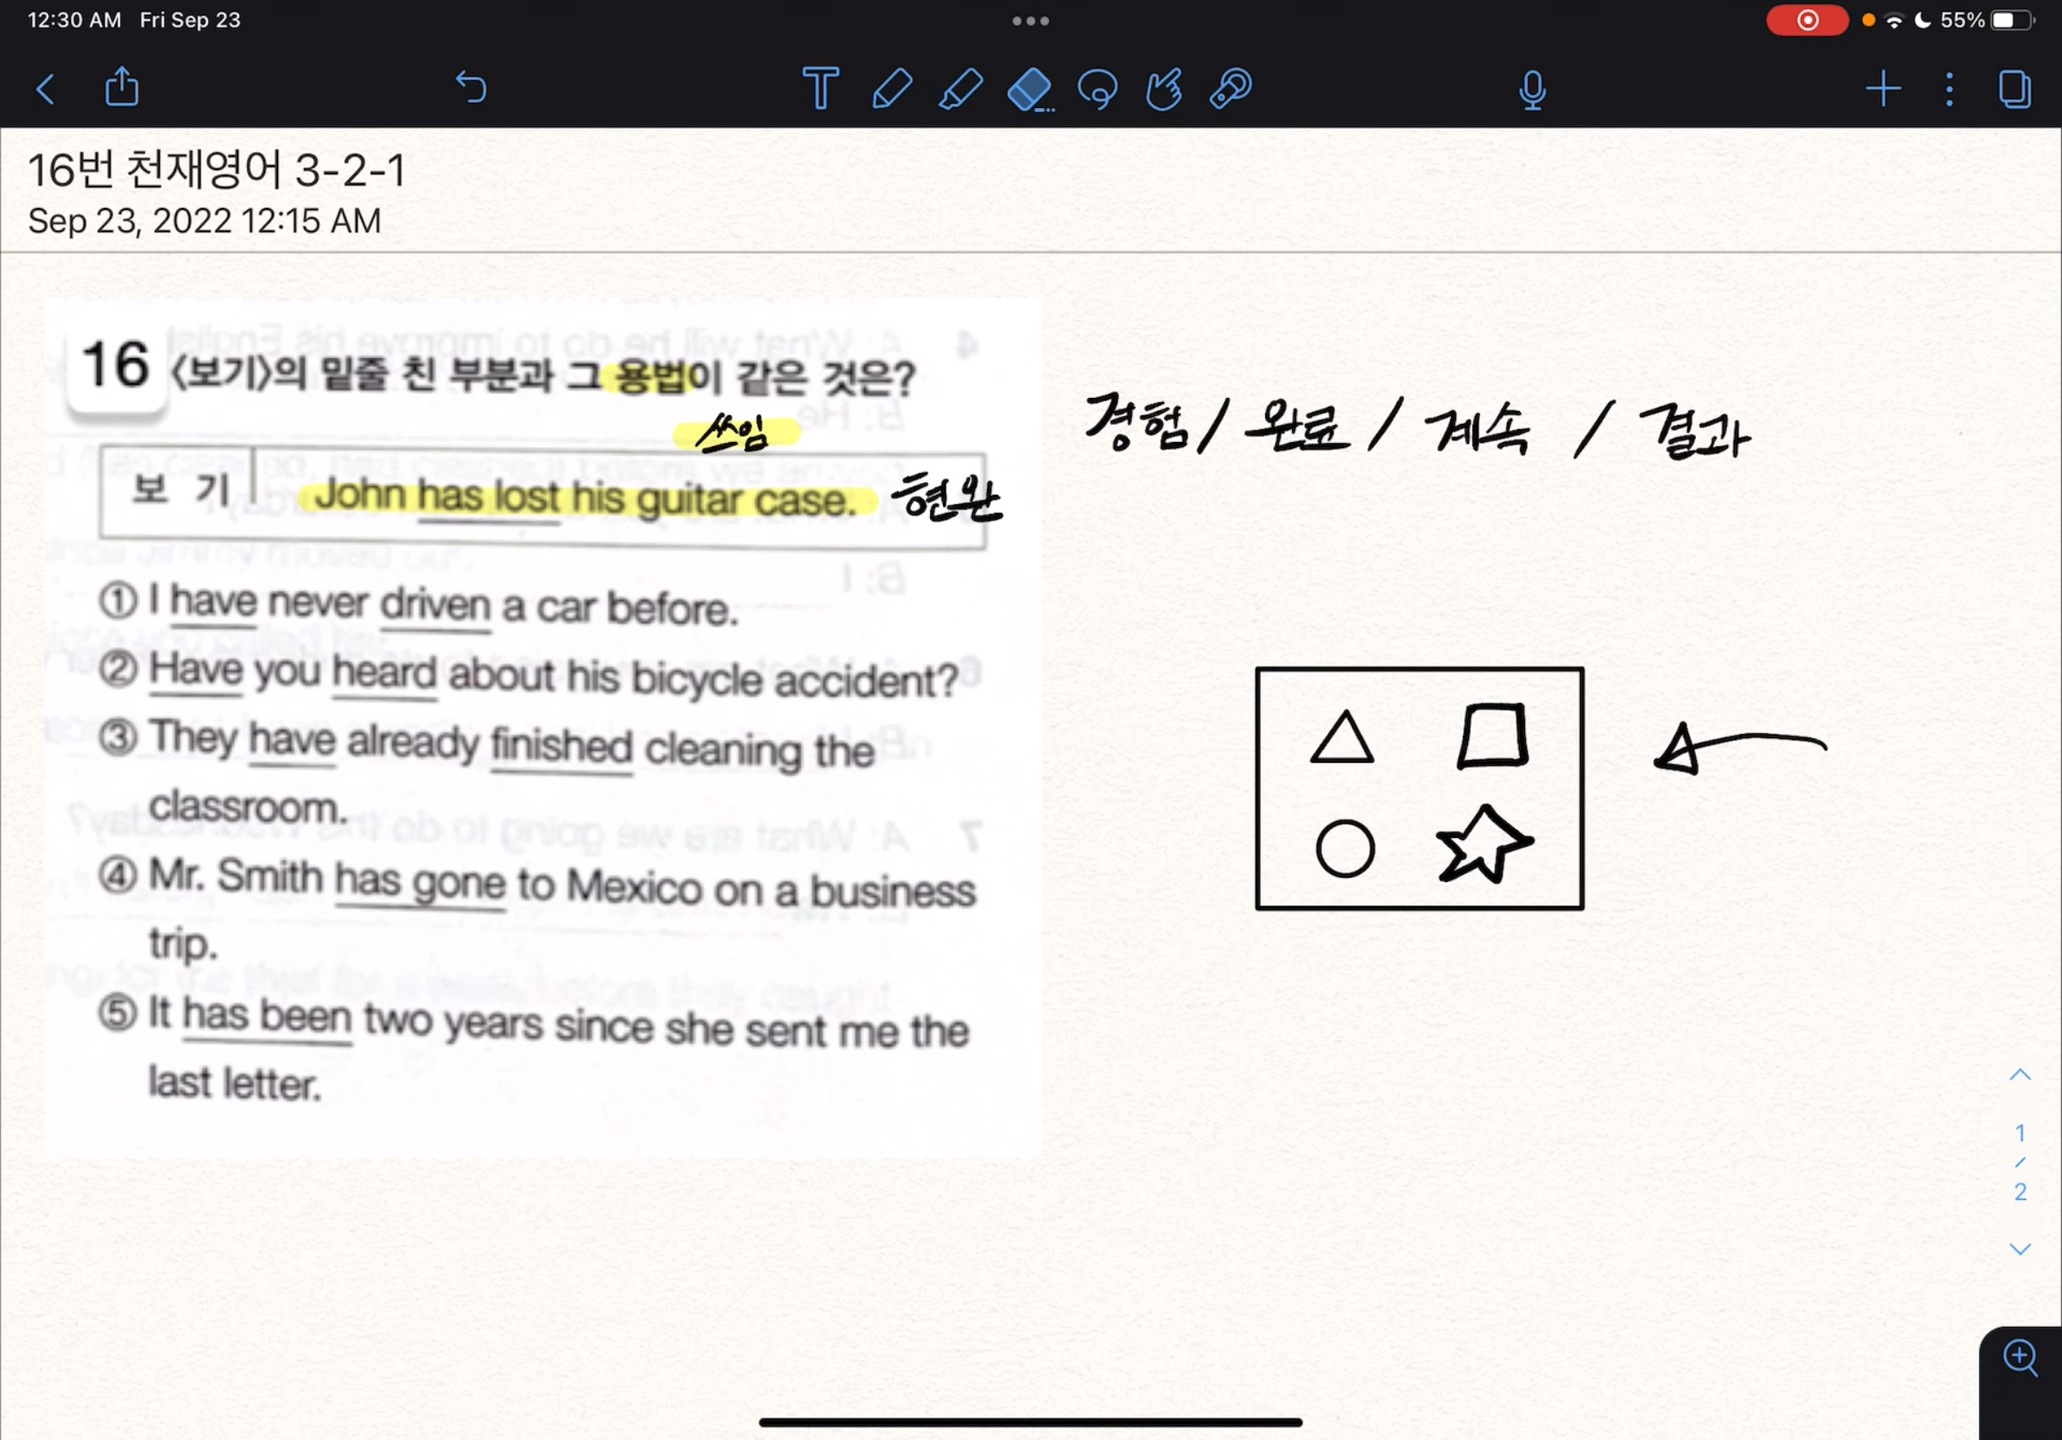 12:30 AM Fri Sep 23
55%
16번 천재영어 3-2-1
Sep 23, 2022 12:15 AM
16 〈보기〉의 밑줄 친 부분과 그 용법이 같은 것은?
쓰임
경험 / 완료 / 계속 / 결과
보 기 John has lost his guitar case. 현완
① I have never driven a car before.
② Have you heard about his bicycle accident?
③ They have already finished cleaning the
classroom.
④ Mr. Smith has gone to Mexico on a business
trip.
⑤ It has been two years since she sent me the
last letter.
1
/
2